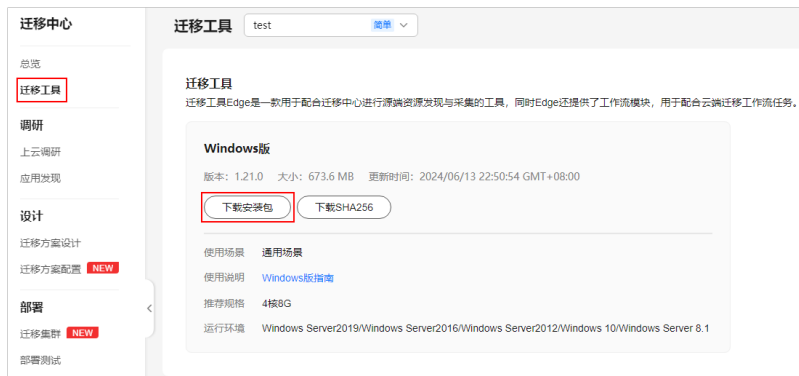 迁移中心
总览
迁移工具
调研
上云调研
应用发现
设计
迁移方案设计
迁移方案配置 NEW
部署
迁移集群 NEW
部署测试
迁移工具 test 简单
迁移工具
迁移工具Edge是一款用于配合迁移中心进行源端资源发现与采集的工具，同时Edge还提供了工作流模块，用于配合云端迁移工作流任务。
Windows版
版本：1.21.0 大小：673.6 MB 更新时间：2024/06/13 22:50:54 GMT+08:00
下载安装包 下载SHA256
使用场景 通用场景
使用说明 Windows版指南
推荐规格 4核8G
运行环境 Windows Server2019/Windows Server2016/Windows Server2012/Windows 10/Windows Server 8.1